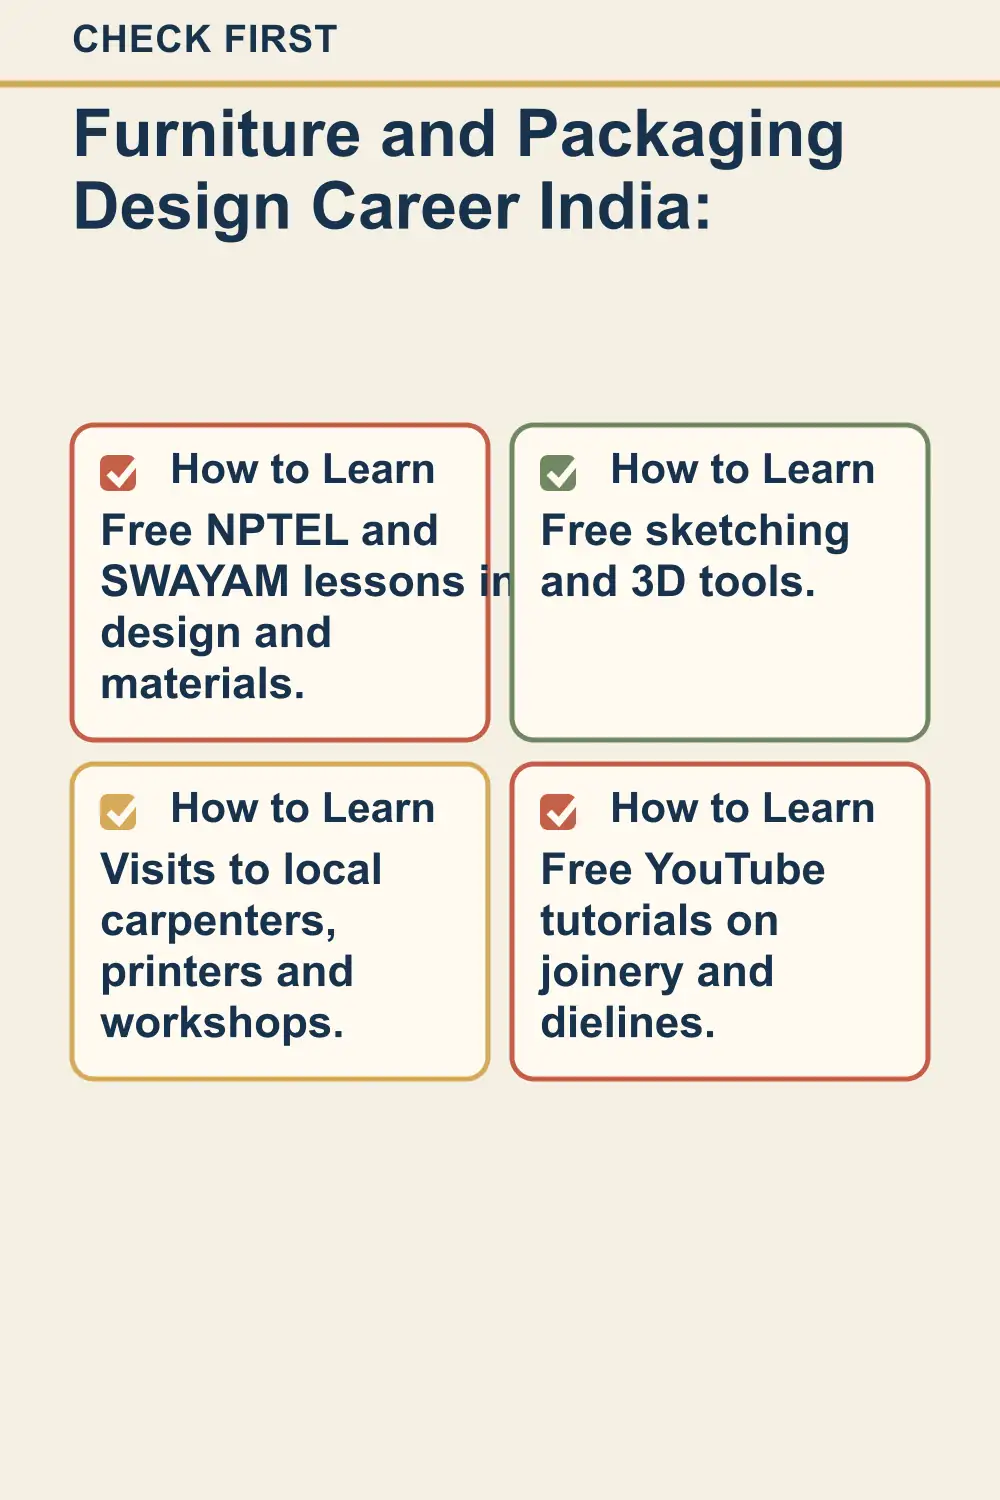 CHECK FIRST
Furniture and Packaging
Design Career India:
How to Learn
Free NPTEL and
SWAYAM lessons in
design and
materials.
How to Learn
Free sketching
and 3D tools.
How to Learn
Visits to local
carpenters,
printers and
workshops.
How to Learn
Free YouTube
tutorials on
joinery and
dielines.